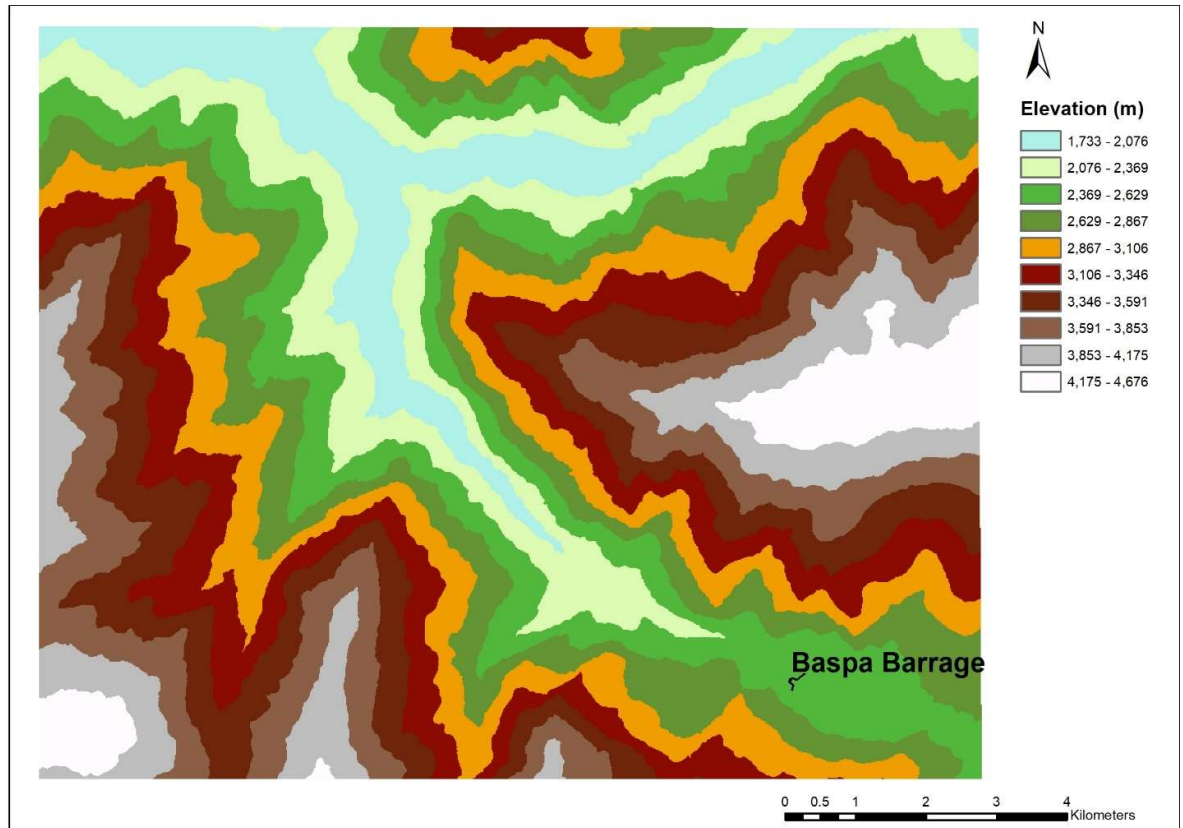 N
Elevation (m)
1,733 - 2,076
2,076 - 2,369
2,369 - 2,629
2,629 - 2,867
2,867 - 3,106
3,106 - 3,346
3,346 - 3,591
3,591 - 3,853
3,853 - 4,175
4,175 - 4,676
Baspa Barrage
0 0.5 1 2 3 4
Kilometers